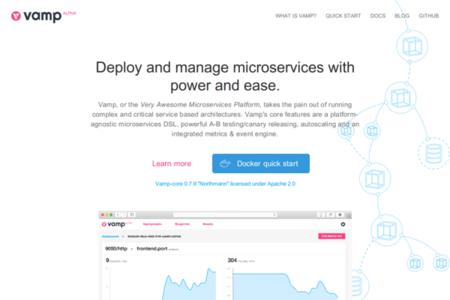 vamp ALPHA
WHAT IS VAMP? QUICK START DOCS BLOG GITHUB
Deploy and manage microservices with
power and ease.
Vamp, or the Very Awesome Microservices Platform, takes the pain out of running
complex and critical service based architectures. Vamp's core features are a platform-
agnostic microservices DSL, powerful A-B testing/canary releasing, autoscaling and an
integrated metrics & event engine.
Learn more Docker quick start
Vamp-core 0.7.9 "Northmann" licensed under Apache 2.0
vamp
9050/http › frontend.port
9
304